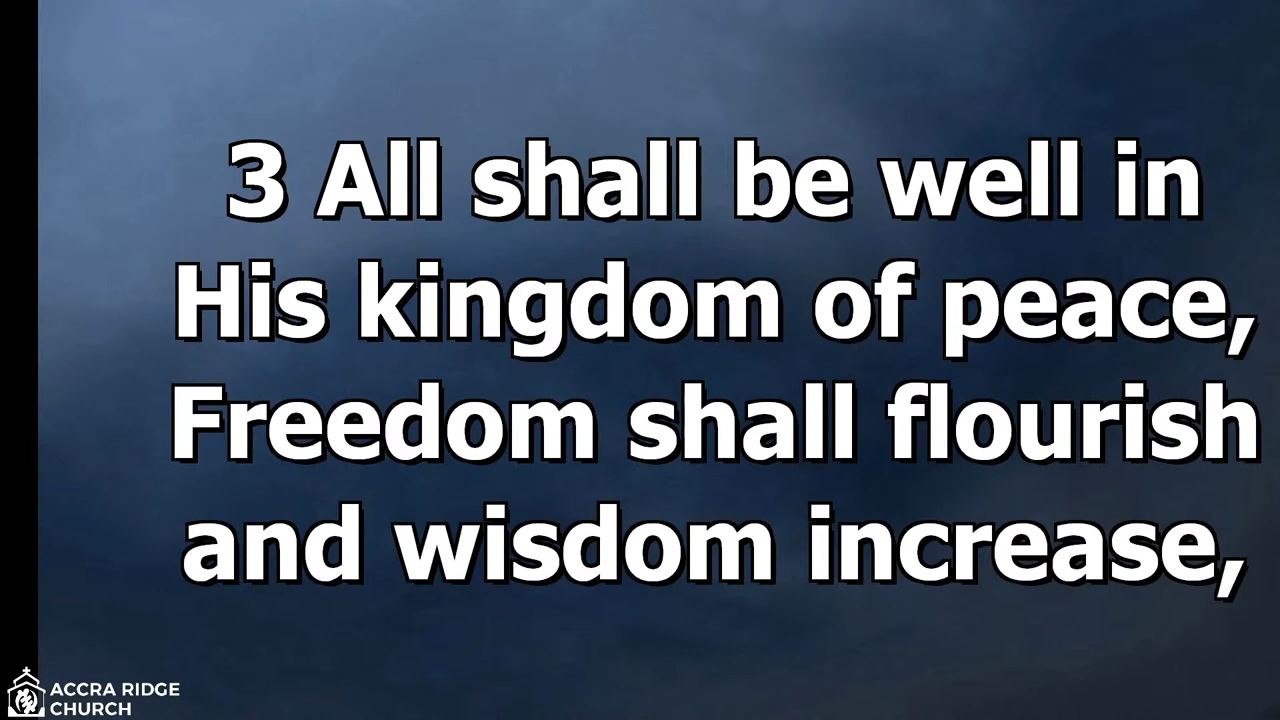 3 All shall be well in
His kingdom of peace,
Freedom shall flourish
and wisdom increase,
ACCRA RIDGE
CHURCH